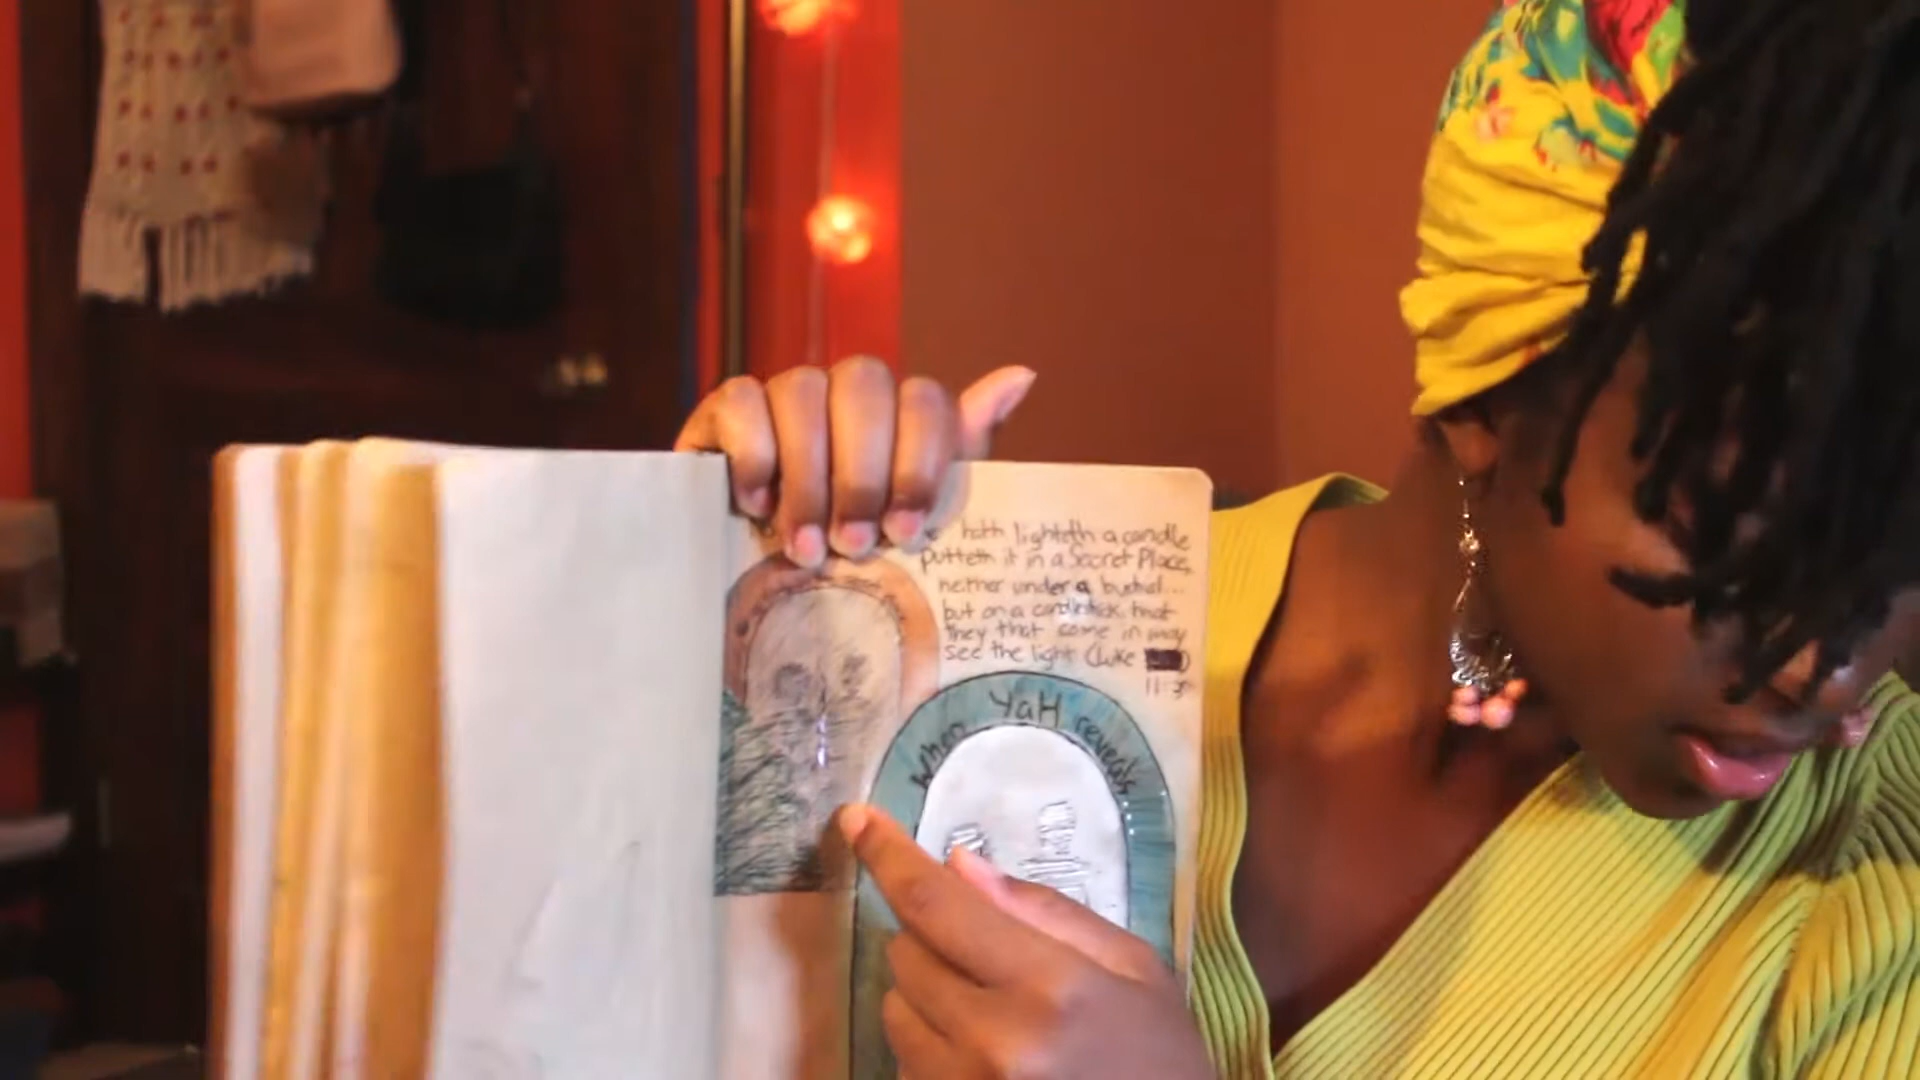 hath lighteth a candle
putteth it in a Secret Place,
neither under a bushel...
but on a candlestick, that
they that come in may
see the light (Luke
11:3
when YaH reveals